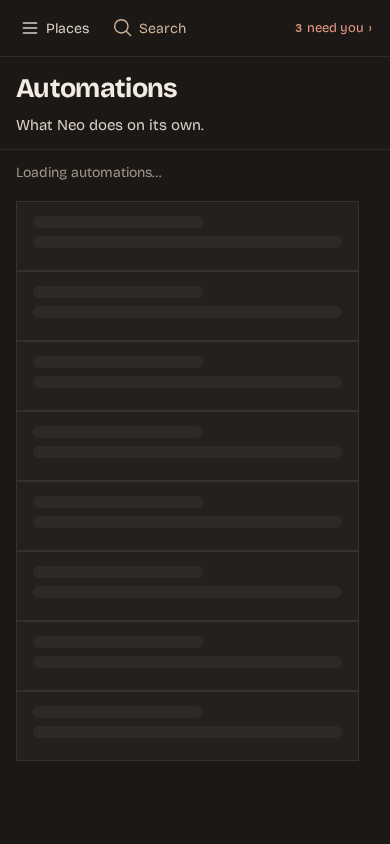 Places
Search
3 need you ›
Automations
What Neo does on its own.
Loading automations...